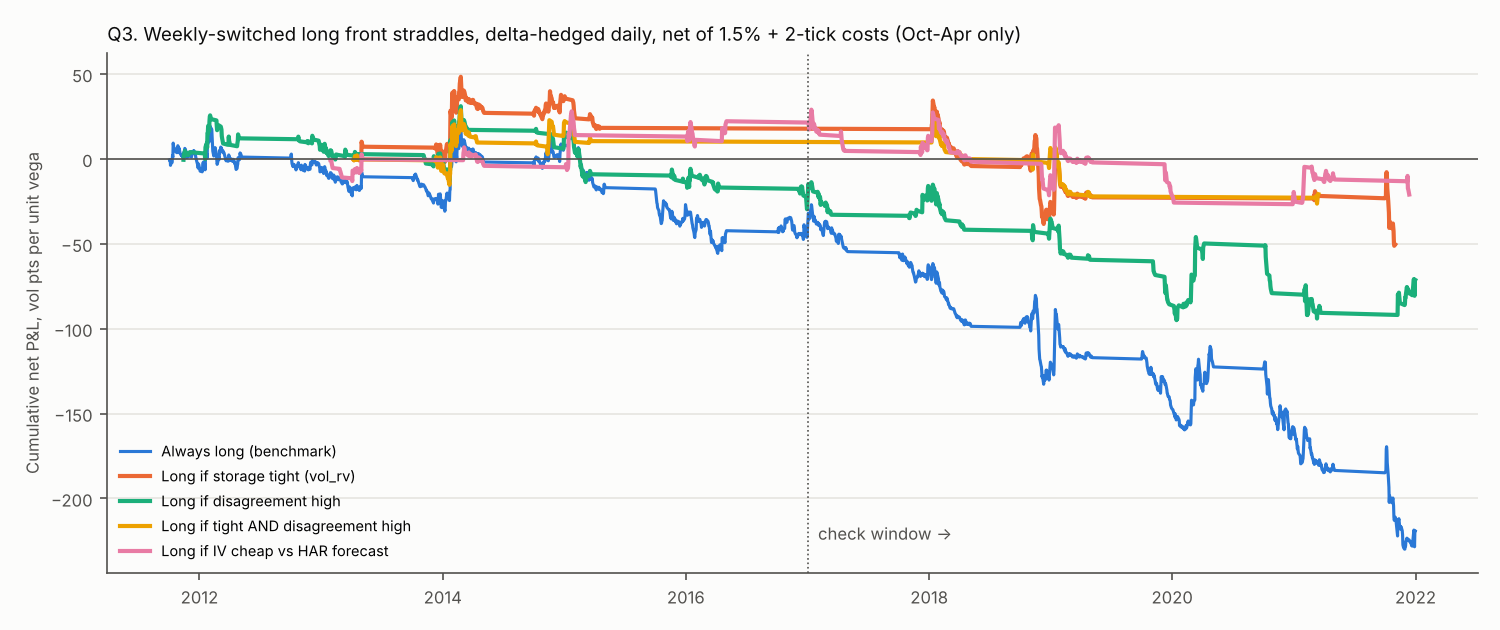 Q3. Weekly-switched long front straddles, delta-hedged daily, net of 1.5% + 2-tick costs (Oct-Apr only)
Cumulative net P&L, vol pts per unit vega
50
0
−50
−100
−150
−200
Always long (benchmark)
Long if storage tight (vol_rv)
Long if disagreement high
Long if tight AND disagreement high
Long if IV cheap vs HAR forecast
check window →
2012
2014
2016
2018
2020
2022